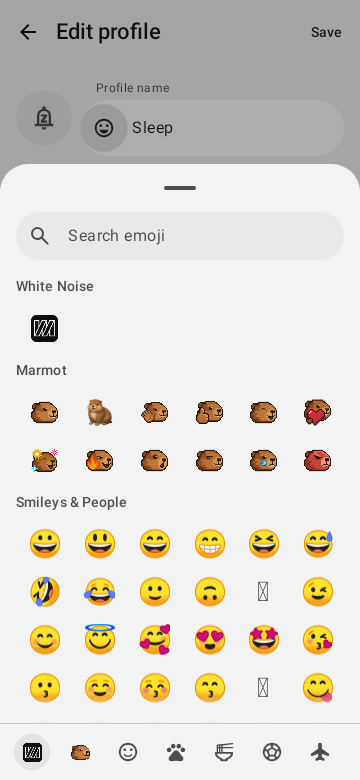 Edit profile
Save
Profile name
Sleep
Search emoji
White Noise
Marmot
Smileys & People